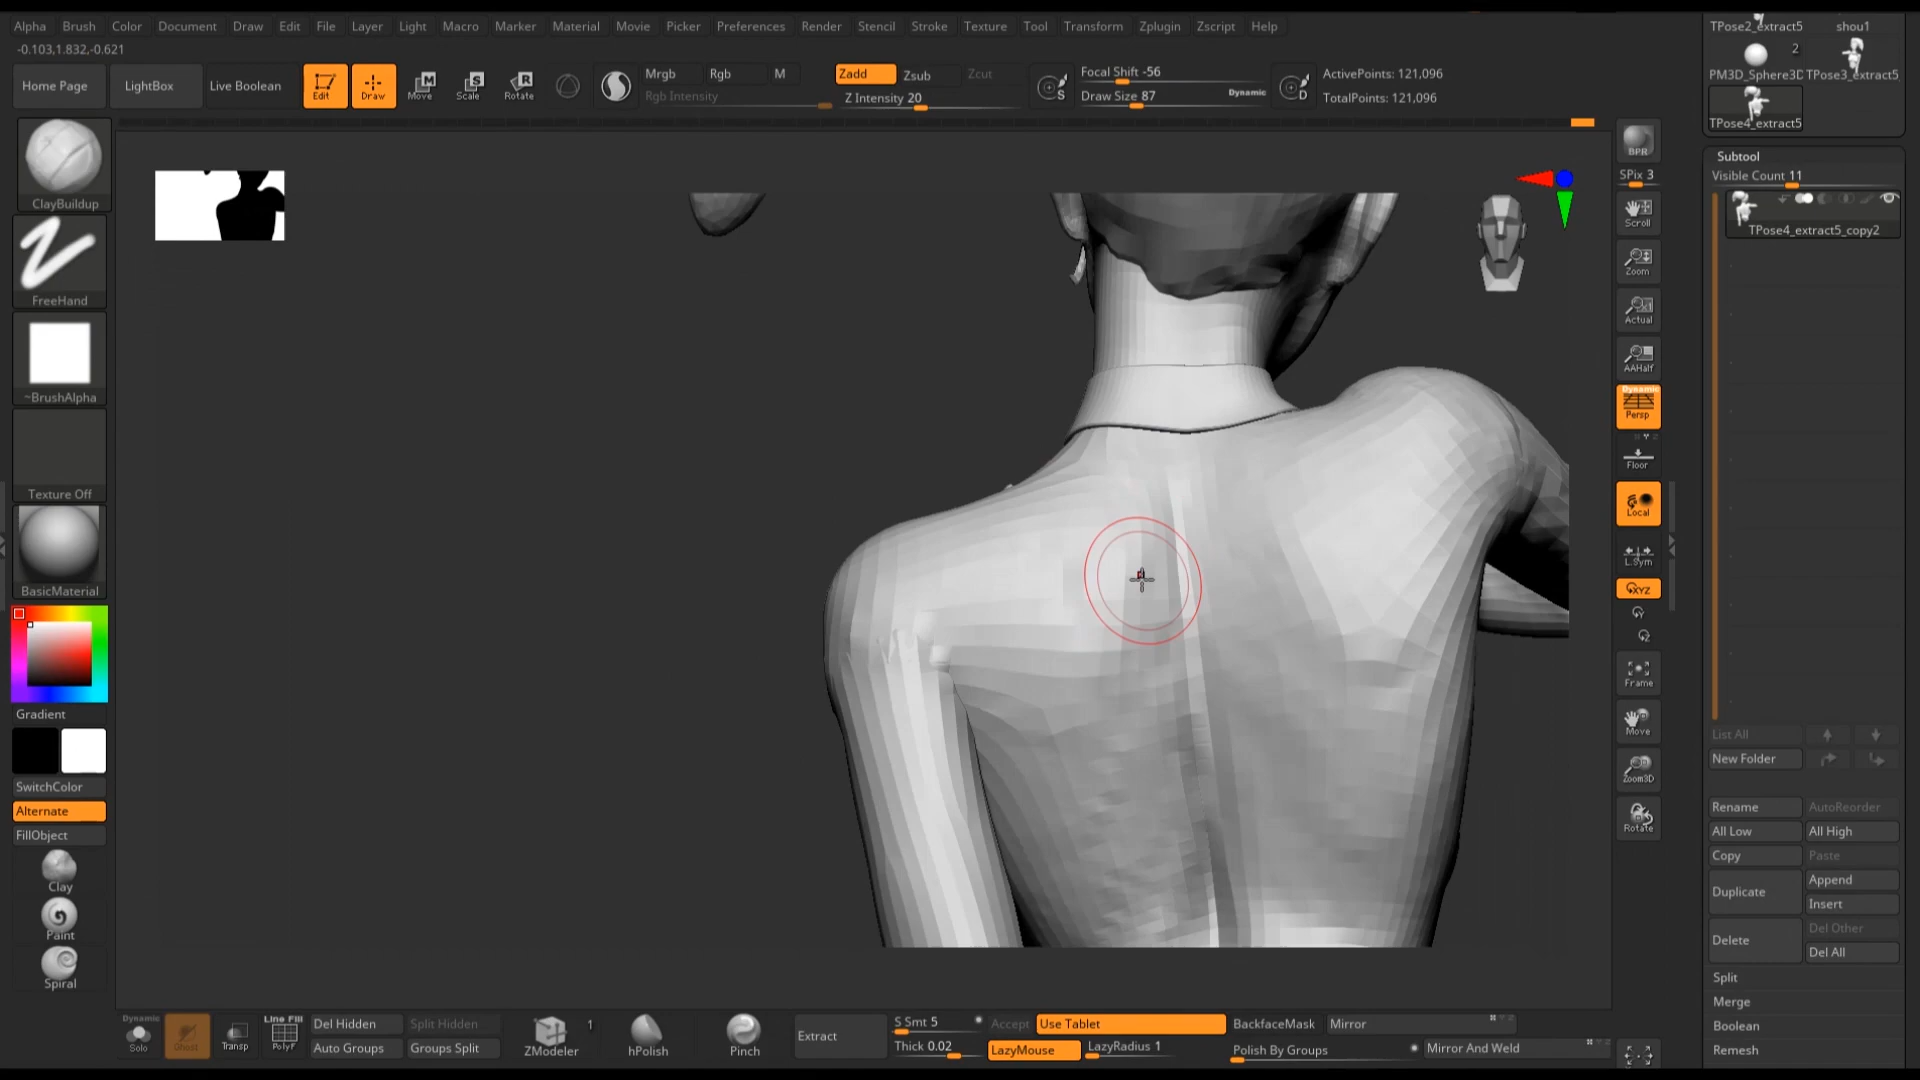 Alpha Brush Color Document Draw Edit File Layer Light Macro Marker Material Movie Picker Preferences Render Stencil Stroke Texture Tool Transform Zplugin Zscript Help
-0.103,1.832,-0.621
Home Page
LightBox
Live Boolean
Edit
Draw
Move
Scale
Rotate
Mrgb Rgb M
Rgb Intensity
Zadd Zsub Zcut
Z Intensity 20
Focal Shift -56
Draw Size 87
Dynamic
ActivePoints: 121,096
TotalPoints: 121,096
ClayBuildup
FreeHand
~BrushAlpha
Texture Off
BasicMaterial
Gradient
SwitchColor
Alternate
FillObject
Clay
Paint
Spiral
BPR
SPix 3
Scroll
Zoom
Actual
AAHalf
Dynamic
Persp
Floor
Local
L.Sym
XYZ
Frame
Move
Zoom3D
Rotate
TPose2_extract5 shou1
2
PM3D_Sphere3D TPose3_extract5
TPose4_extract5
Subtool
Visible Count 11
TPose4_extract5_copy2
List All
New Folder
Rename AutoReorder
All Low All High
Copy Paste
Duplicate
Append
Insert
Delete
Del Other
Del All
Split
Merge
Boolean
Remesh
Dynamic
Solo
Ghost
Transp
Line Fill
PolyF
Del Hidden Split Hidden
Auto Groups Groups Split
ZModeler
1
hPolish
Pinch
Extract
S Smt 5
Thick 0.02
Accept
Use Tablet
LazyMouse
LazyRadius 1
BackfaceMask
Mirror
Polish By Groups
Mirror And Weld